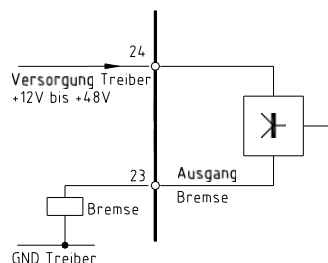 24
Versorgung Treiber
+12V bis +48V
23
Ausgang
Bremse
Bremse
GND Treiber